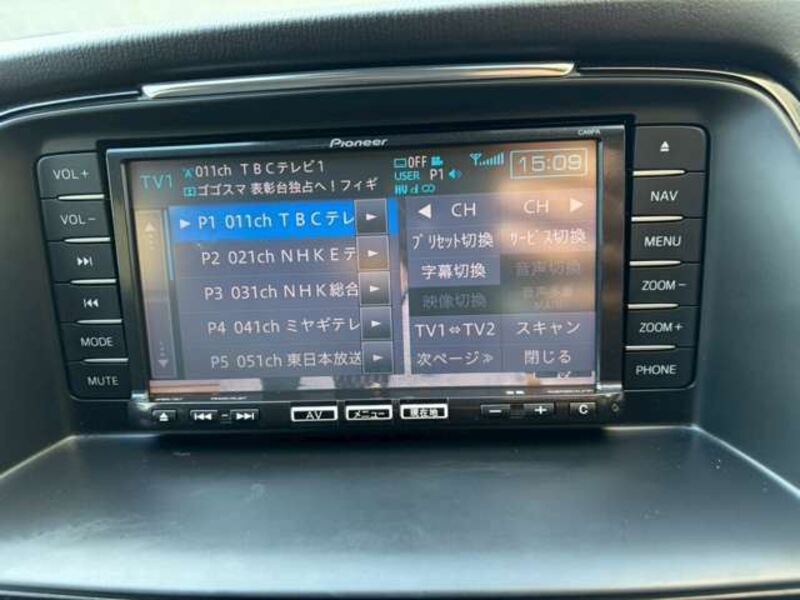 Pioneer
CA9PA
VOL+
VOL-
MODE
MUTE
NAV
MENU
ZOOM-
ZOOM+
PHONE
TV1 011ch TBCテレビ1
ゴゴスマ 表彰台独占へ!フィギ
OFF
USER P1
15:09
P1 011ch TBCテレ
P2 021ch NHKEテ
P3 031ch NHK総合
P4 041ch ミヤギテレ
P5 051ch 東日本放送
CH CH
プリセット切換 サービス切換
字幕切換 音声切換
映像切換
TV1⇔TV2 スキャン
次ページ» 閉じる
AV メニュー 現在地 - + C